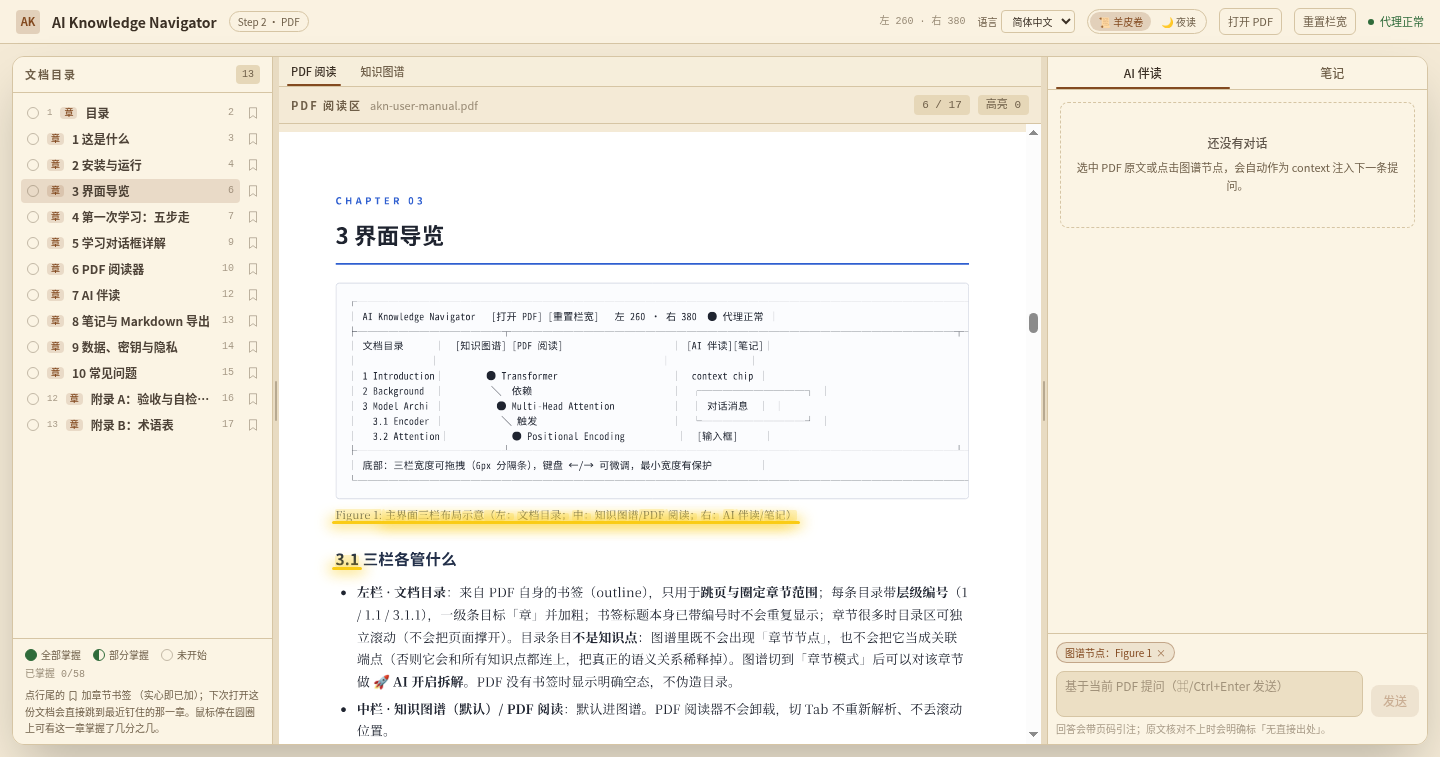 AK AI Knowledge Navigator Step 2 · PDF 左 260 · 右 380 语言 简体中文 📜 羊皮卷 🌙 夜读 打开 PDF 重置栏宽 代理正常
文档目录 13
1 章 目录 2
章 1 这是什么 3
章 2 安装与运行 4
章 3 界面导览 6
章 4 第一次学习：五步走 7
章 5 学习对话框详解 9
章 6 PDF 阅读器 10
章 7 AI 伴读 12
章 8 笔记与 Markdown 导出 13
章 9 数据、密钥与隐私 14
章 10 常见问题 15
12 章 附录 A：验收与自检… 16
13 章 附录 B：术语表 17
全部掌握 部分掌握 未开始
已掌握 0/58
点行尾的 口 加章节书签 （实心即已加）；下次打开这
份文档会直接跳到最近钉住的那一章。鼠标停在圆圈
上可看这一章掌握了几分之几。
PDF 阅读 知识图谱
PDF 阅读区 akn-user-manual.pdf 6 / 17 高亮 0
CHAPTER 03
3 界面导览
AI Knowledge Navigator [打开 PDF] [重置栏宽] 左 260 · 右 380 ● 代理正常
文档目录 [知识图谱] [PDF 阅读] [AI 伴读][笔记]
1 Introduction ● Transformer context chip
2 Background ＼ 依赖
3 Model Archi ● Multi-Head Attention 对话消息
3.1 Encoder ＼ 触发
3.2 Attention ● Positional Encoding [输入框]
底部：三栏宽度可拖拽（6px 分隔条），键盘 ←/→ 可微调，最小宽度有保护
Figure 1: 主界面三栏布局示意（左：文档目录；中：知识图谱/PDF 阅读；右：AI 伴读/笔记）
3.1 三栏各管什么
• 左栏 · 文档目录：来自 PDF 自身的书签（outline），只用于跳页与圈定章节范围；每条目录带层级编号（1
/ 1.1 / 3.1.1），一级条目标「章」并加粗；书签标题本身已带编号时不会重复显示；章节很多时目录区可独
立滚动（不会把页面撑开）。目录条目不是知识点：图谱里既不会出现「章节节点」，也不会把它当成关联
端点（否则它会和所有知识点都连上，把真正的语义关系稀释掉）。图谱切到「章节模式」后可以对该章节
做 🚀 AI 开启拆解。PDF 没有书签时显示明确空态，不伪造目录。
• 中栏 · 知识图谱（默认）/ PDF 阅读：默认进图谱。PDF 阅读器不会卸载，切 Tab 不重新解析、不丢滚动
位置。
AI 伴读 笔记
还没有对话
选中 PDF 原文或点击图谱节点，会自动作为 context 注入下一条提
问。
图谱节点：Figure 1 ×
基于当前 PDF 提问（⌘/Ctrl+Enter 发送）
发送
回答会带页码引注；原文核对不上时会明确标「无直接出处」。